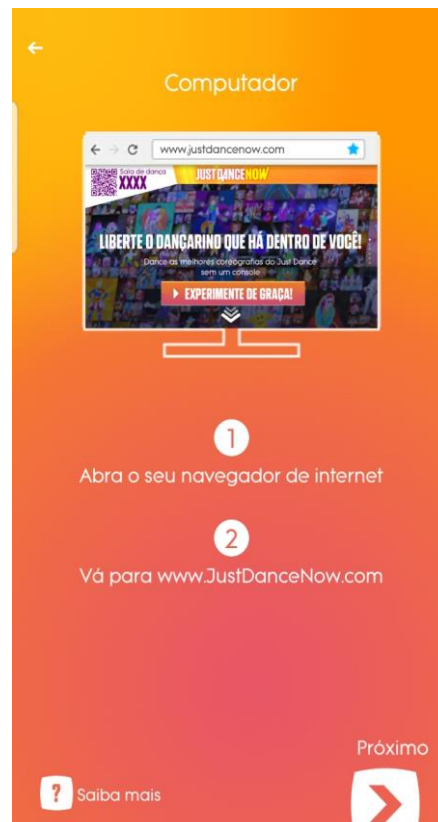 Computador
www.justdancenow.com
Sala de dança
XXXX
JUST DANCE NOW
LIBERTE O DANÇARINO QUE HÁ DENTRO DE VOCÊ!
Dance as melhores coreografias do Just Dance
sem um console
EXPERIMENTE DE GRAÇA!
1
Abra o seu navegador de internet
2
Vá para www.JustDanceNow.com
Próximo
? Saiba mais